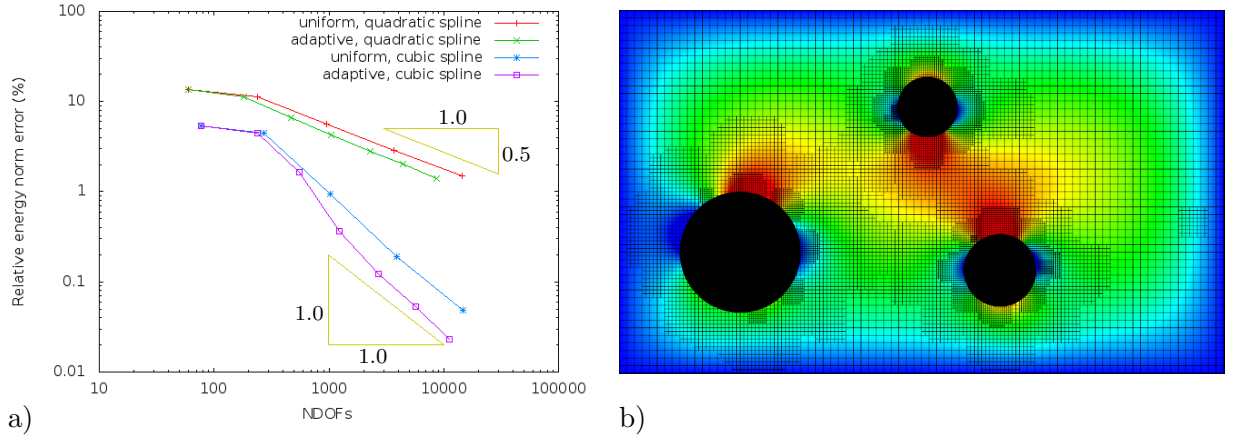 uniform, quadratic spline
adaptive, quadratic spline
uniform, cubic spline
adaptive, cubic spline
Relative energy norm error (%)
100
10
1
0.1
0.01
1.0
0.5
1.0
1.0
10 100 1000 10000 100000
NDOFs
a)
b)